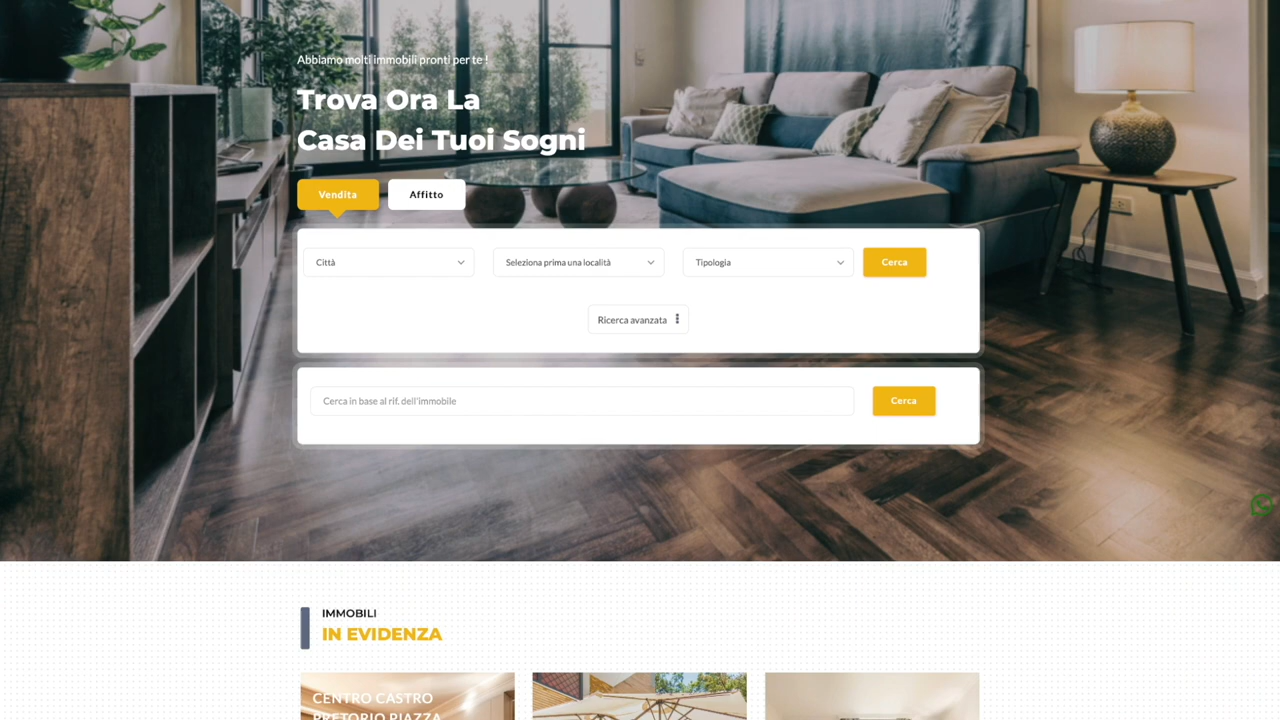 Abbiamo molti immobili pronti per te !
Trova Ora La
Casa Dei Tuoi Sogni
Vendita
Affitto
Città
Seleziona prima una località
Tipologia
Cerca
Ricerca avanzata
Cerca in base al rif. dell'immobile
Cerca
IMMOBILI
IN EVIDENZA
CENTRO CASTRO
PRETORIO PIAZZA